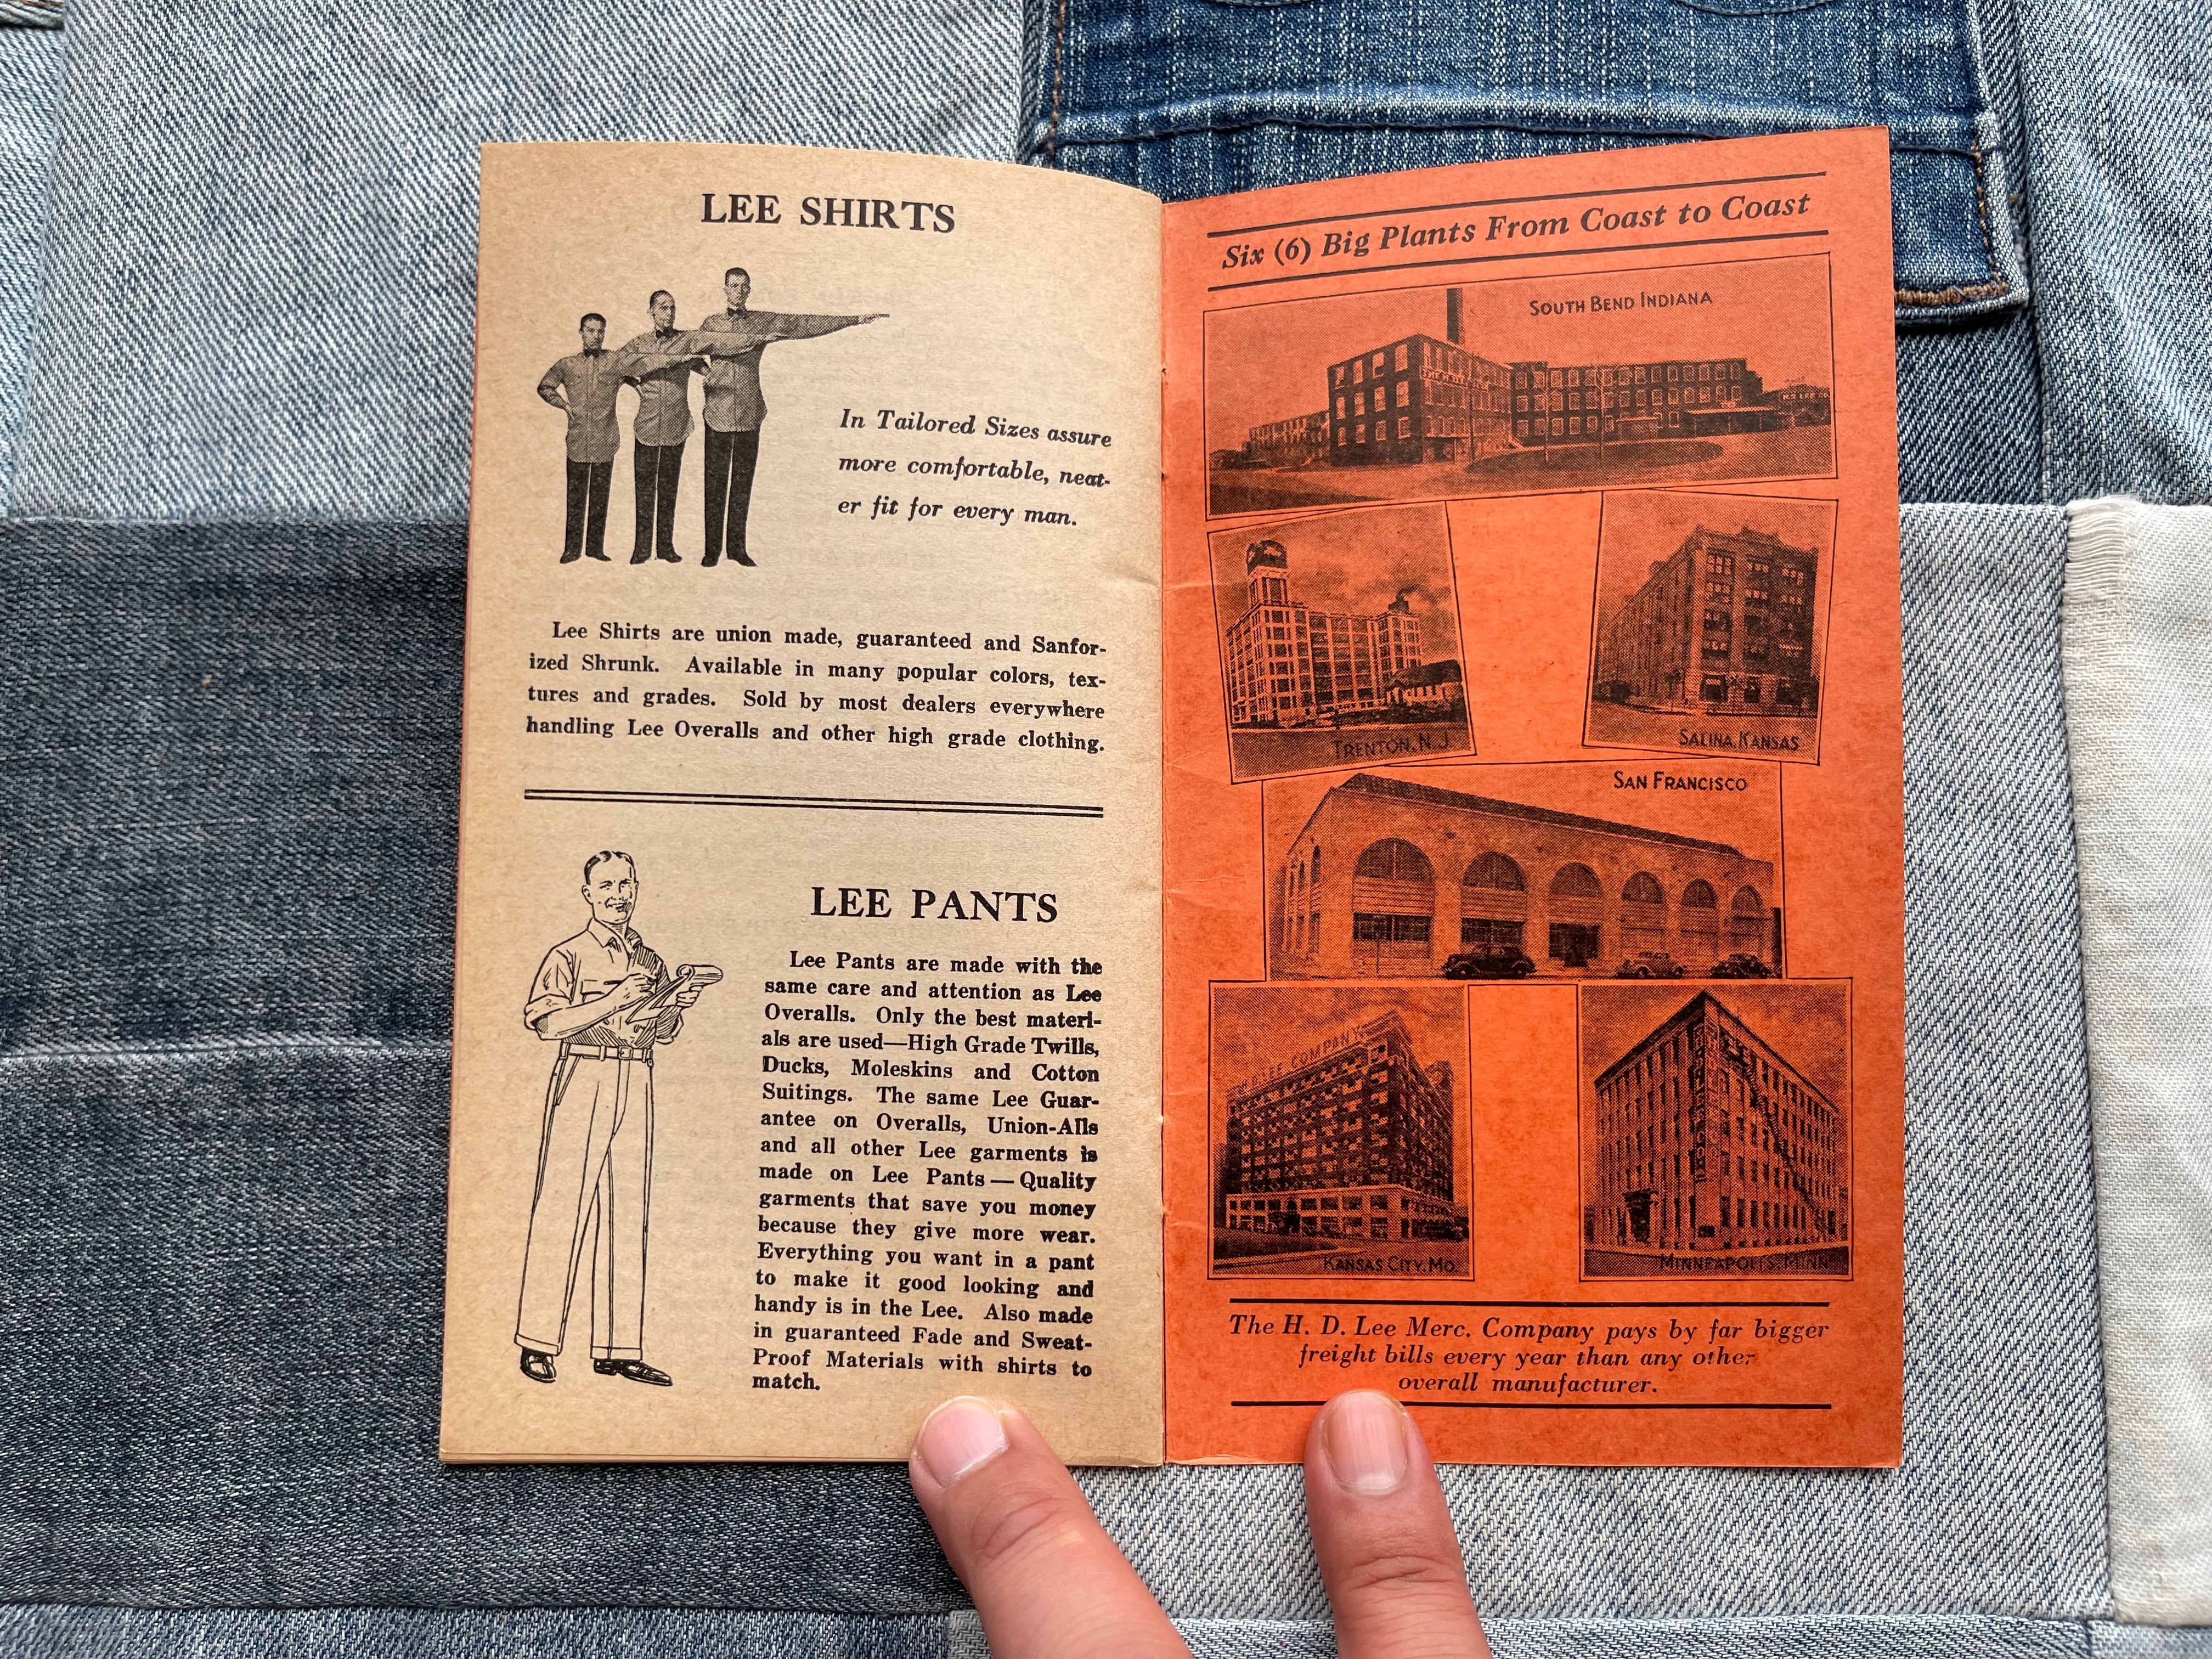 LEE SHIRTS
In Tailored Sizes assure
more comfortable, neat-
er fit for every man.
Lee Shirts are union made, guaranteed and Sanfor-
ized Shrunk. Available in many popular colors, tex-
tures and grades. Sold by most dealers everywhere
handling Lee Overalls and other high grade clothing.
LEE PANTS
Lee Pants are made with the
same care and attention as Lee
Overalls. Only the best materi-
als are used—High Grade Twills,
Ducks, Moleskins and Cotton
Suitings. The same Lee Guar-
antee on Overalls, Union-Alls
and all other Lee garments is
made on Lee Pants — Quality
garments that save you money
because they give more wear.
Everything you want in a pant
to make it good looking and
handy is in the Lee. Also made
in guaranteed Fade and Sweat-
Proof Materials with shirts to
match.
Six (6) Big Plants From Coast to Coast
SOUTH BEND INDIANA
TRENTON, N.J.
SALINA, KANSAS
SAN FRANCISCO
H.D. LEE COMPANY
KANSAS CITY, MO.
MINNEAPOLIS, MINN
The H. D. Lee Merc. Company pays by far bigger
freight bills every year than any other
overall manufacturer.